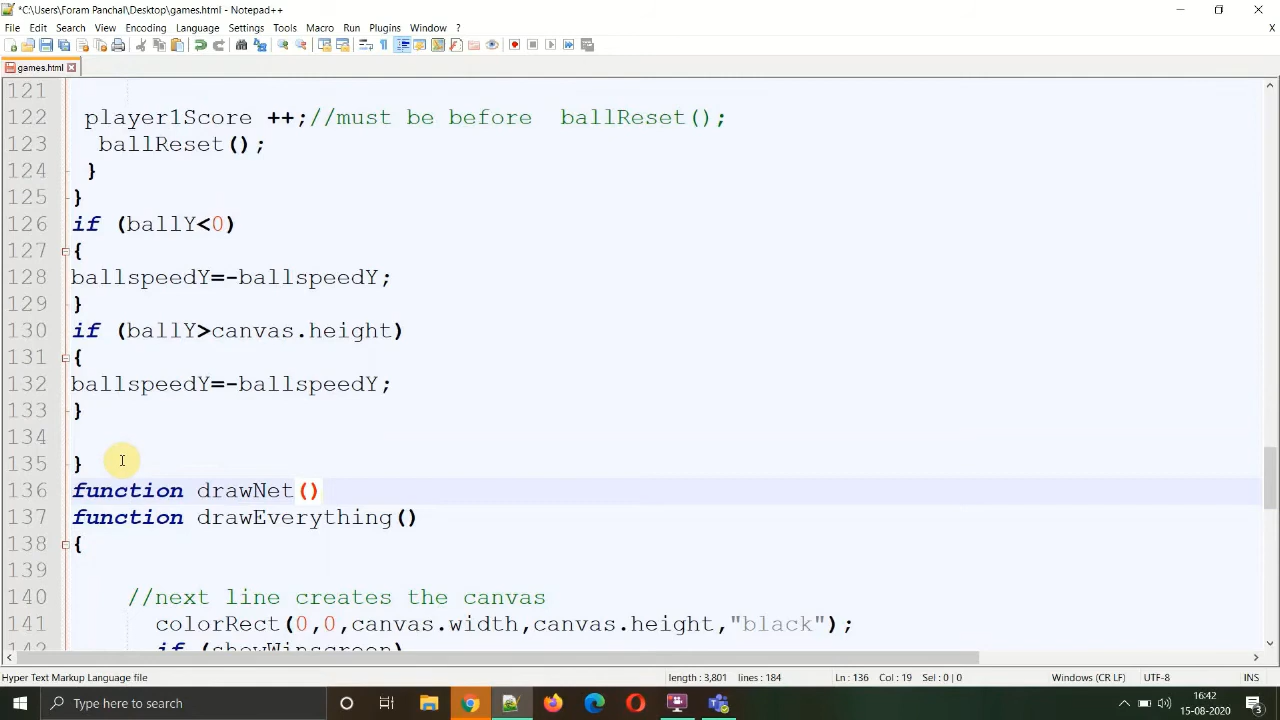 *C:\Users\Foram Panchal\Desktop\games.html - Notepad++
File Edit Search View Encoding Language Settings Tools Macro Run Plugins Window ?
X
games.html
121
122 player1Score ++;//must be before ballReset();
123 ballReset();
124 }
125 }
126 if (ballY<0)
127 {
128 ballspeedY=-ballspeedY;
129 }
130 if (ballY>canvas.height)
131 {
132 ballspeedY=-ballspeedY;
133 }
134
135 }
136 function drawNet()
137 function drawEverything()
138 {
139
140 //next line creates the canvas
141 colorRect(0,0,canvas.width,canvas.height,"black");
142 if (showWinscreen)
Hyper Text Markup Language file length : 3,801 lines : 184 Ln : 136 Col : 19 Sel : 0 | 0 Windows (CR LF) UTF-8 INS
Type here to search
16:42
15-08-2020
3